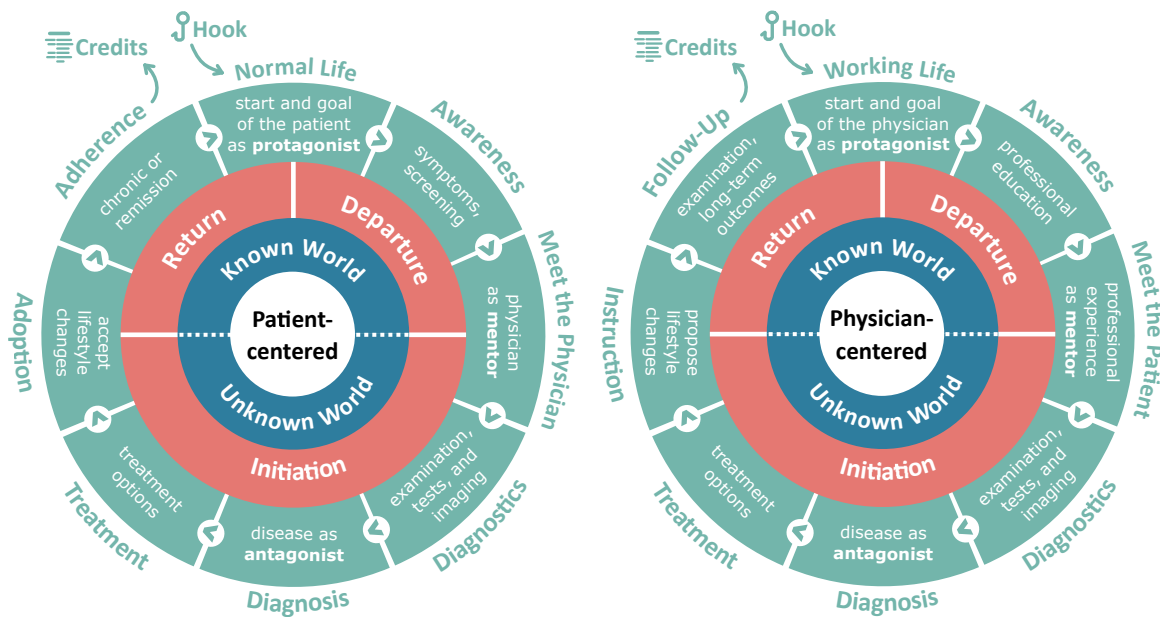 Hook
Credits
Normal Life
start and goal
of the patient
as protagonist
Awareness
symptoms,
screening
Meet the Physician
physician
as mentor
Diagnostics
examination,
tests, and
imaging
Diagnosis
disease as
antagonist
Treatment
treatment
options
Adoption
accept
lifestyle
changes
Adherence
chronic or
remission
Return
Departure
Initiation
Known World
Unknown World
Patient-
centered
Hook
Credits
Working Life
start and goal
of the physician
as protagonist
Awareness
professional
education
Meet the Patient
professional
experience
as mentor
Diagnostics
examination,
tests, and
imaging
Diagnosis
disease as
antagonist
Treatment
treatment
options
Instruction
propose
lifestyle
changes
Follow-Up
examination,
long-term
outcomes
Return
Departure
Initiation
Known World
Unknown World
Physician-
centered